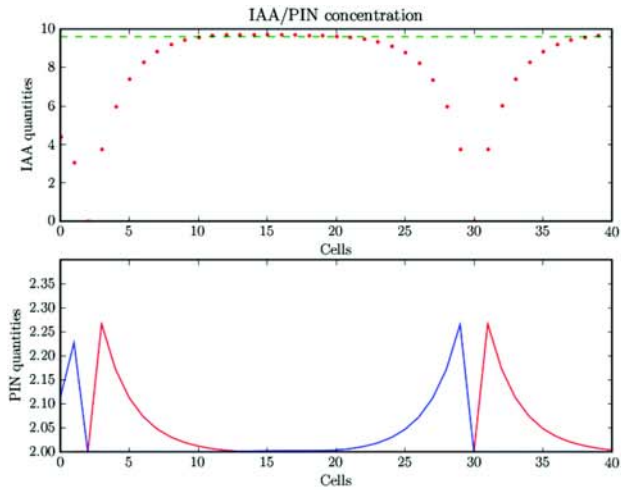 IAA/PIN concentration
10
8
6
4
2
0
IAA quantities
0 5 10 15 20 25 30 35 40
Cells
2.35
2.30
2.25
2.20
2.15
2.10
2.05
2.00
PIN quantities
0 5 10 15 20 25 30 35 40
Cells